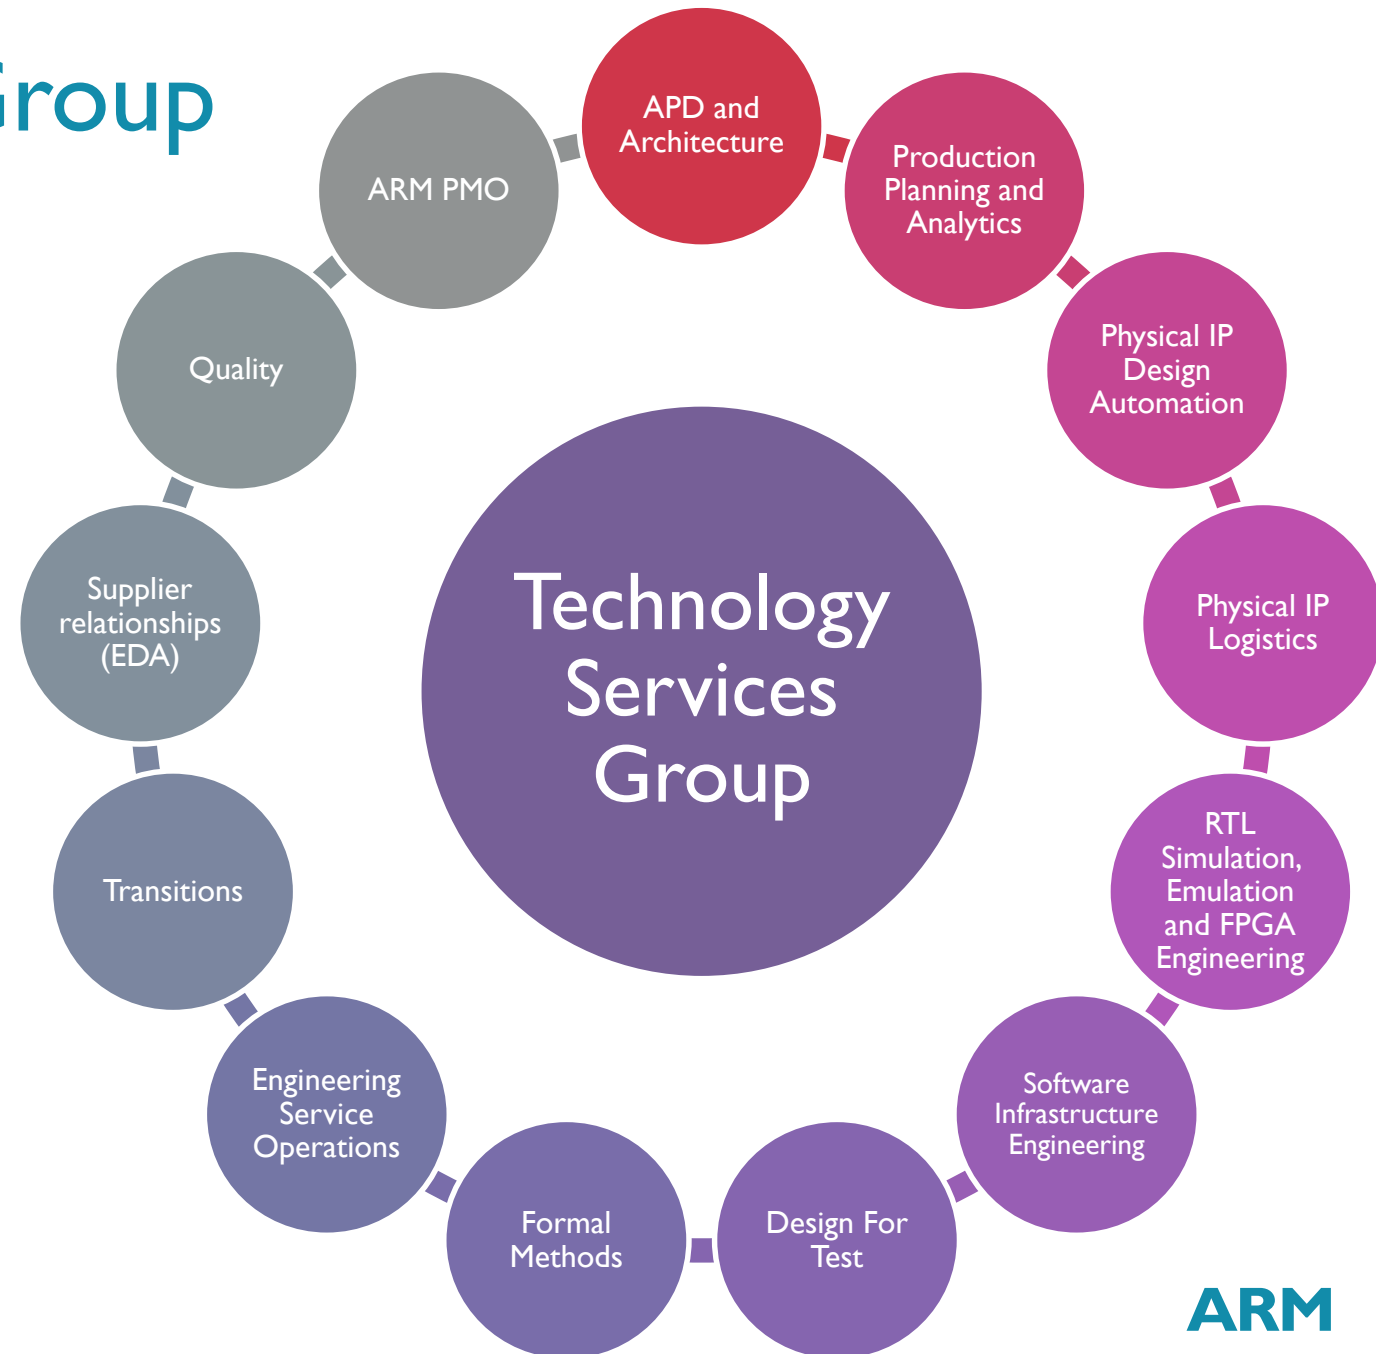 Group
APD and
Architecture
Production
Planning and
Analytics
Physical IP
Design
Automation
Physical IP
Logistics
RTL
Simulation,
Emulation
and FPGA
Engineering
Software
Infrastructure
Engineering
Design For
Test
Formal
Methods
Engineering
Service
Operations
Transitions
Supplier
relationships
(EDA)
Quality
ARM PMO
Technology
Services
Group
ARM